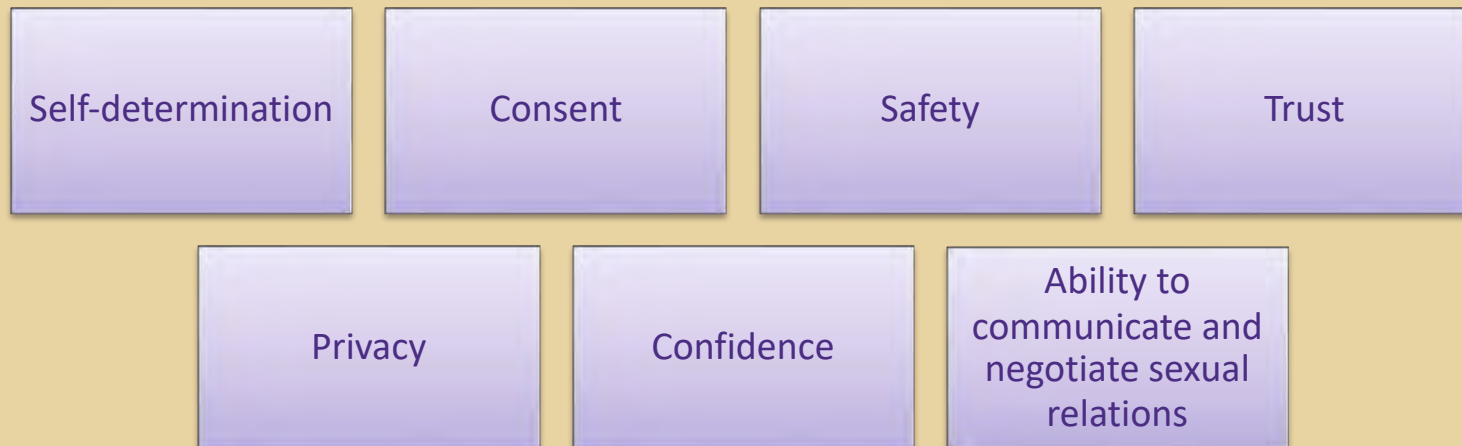 Self-determination
Consent
Safety
Trust
Privacy
Confidence
Ability to
communicate and
negotiate sexual
relations